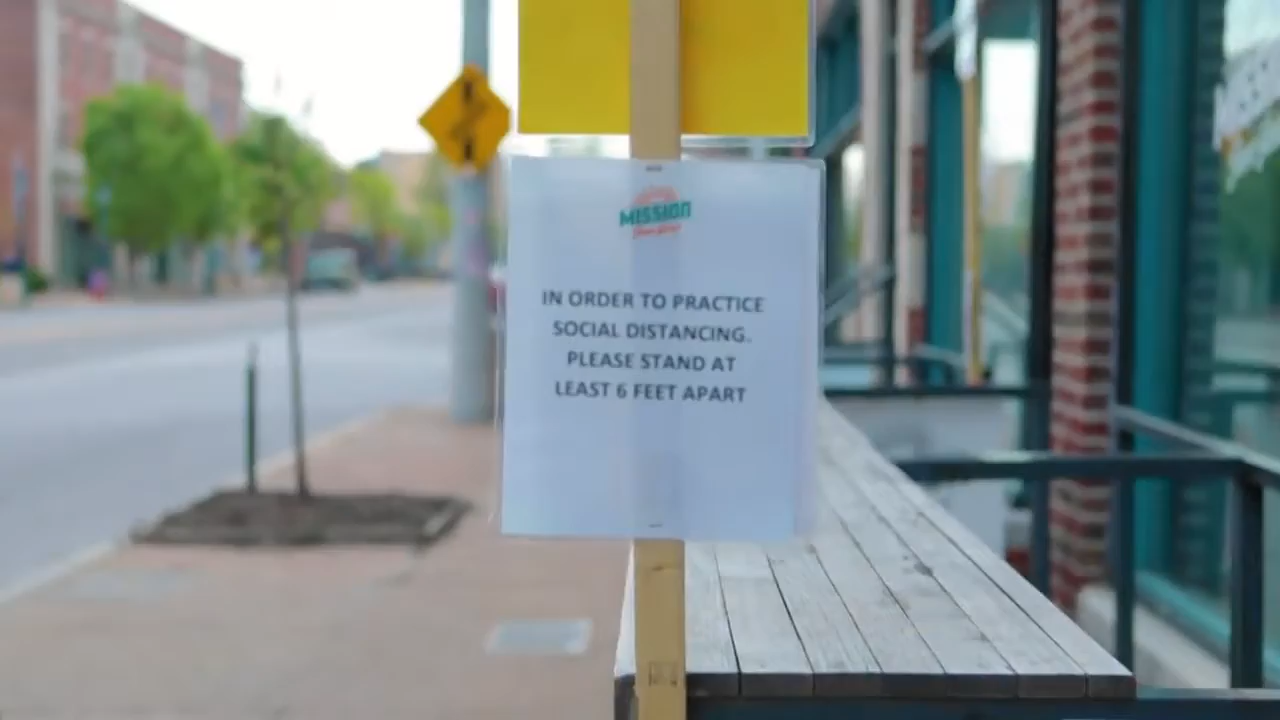 MISSION
IN ORDER TO PRACTICE
SOCIAL DISTANCING.
PLEASE STAND AT
LEAST 6 FEET APART